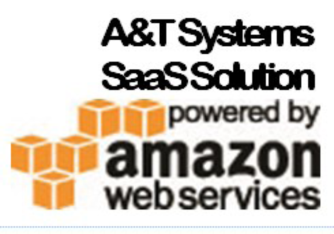 A&T Systems
SaaS Solution
powered by
amazon
web services